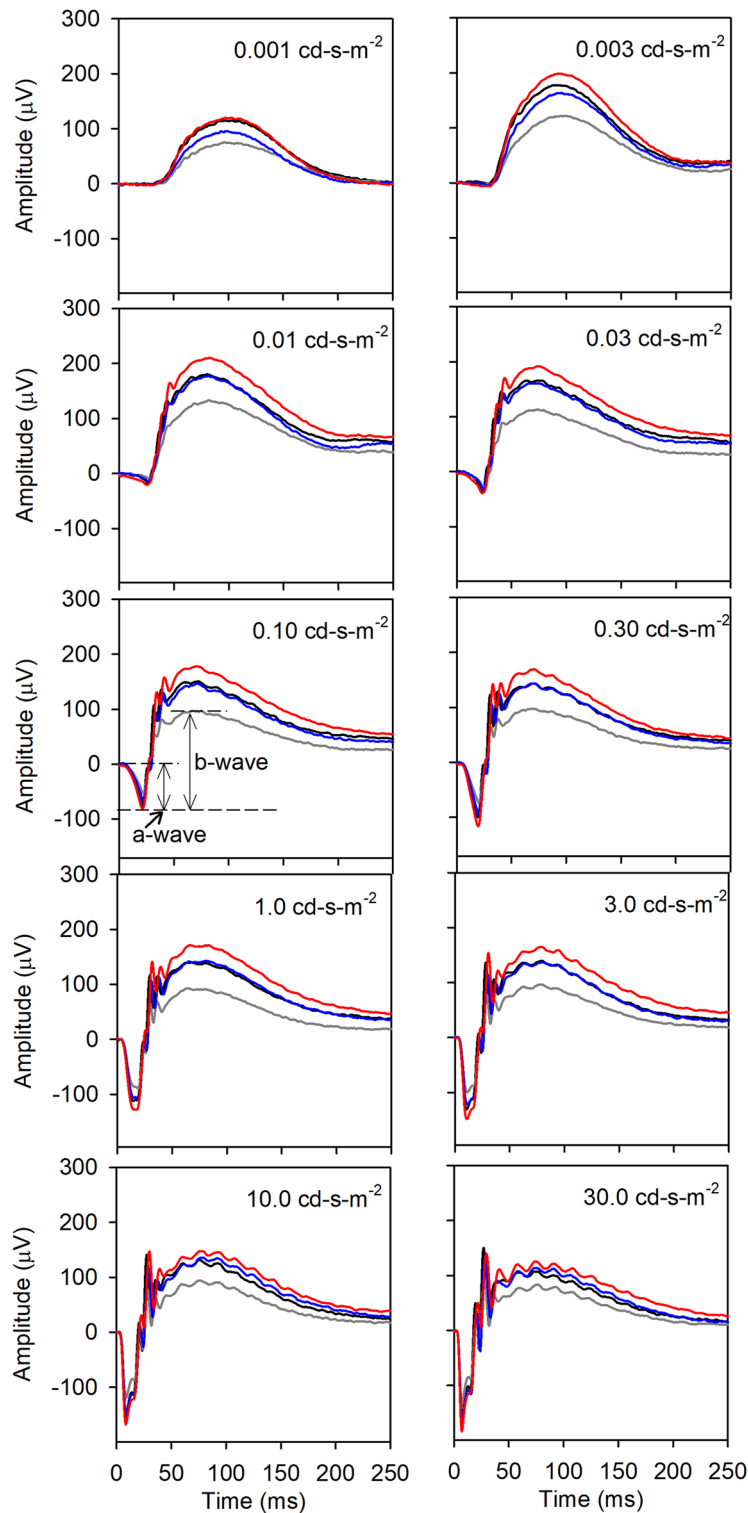 300
200
100
0
-100
Amplitude (μV)
0.001 cd-s-m-2
0.003 cd-s-m-2
300
200
100
0
-100
Amplitude (μV)
0.01 cd-s-m-2
0.03 cd-s-m-2
300
200
100
0
-100
Amplitude (μV)
0.10 cd-s-m-2
b-wave
a-wave
0.30 cd-s-m-2
300
200
100
0
-100
Amplitude (μV)
1.0 cd-s-m-2
3.0 cd-s-m-2
300
200
100
0
-100
Amplitude (μV)
10.0 cd-s-m-2
30.0 cd-s-m-2
0 50 100 150 200 250
Time (ms)
0 50 100 150 200 250
Time (ms)